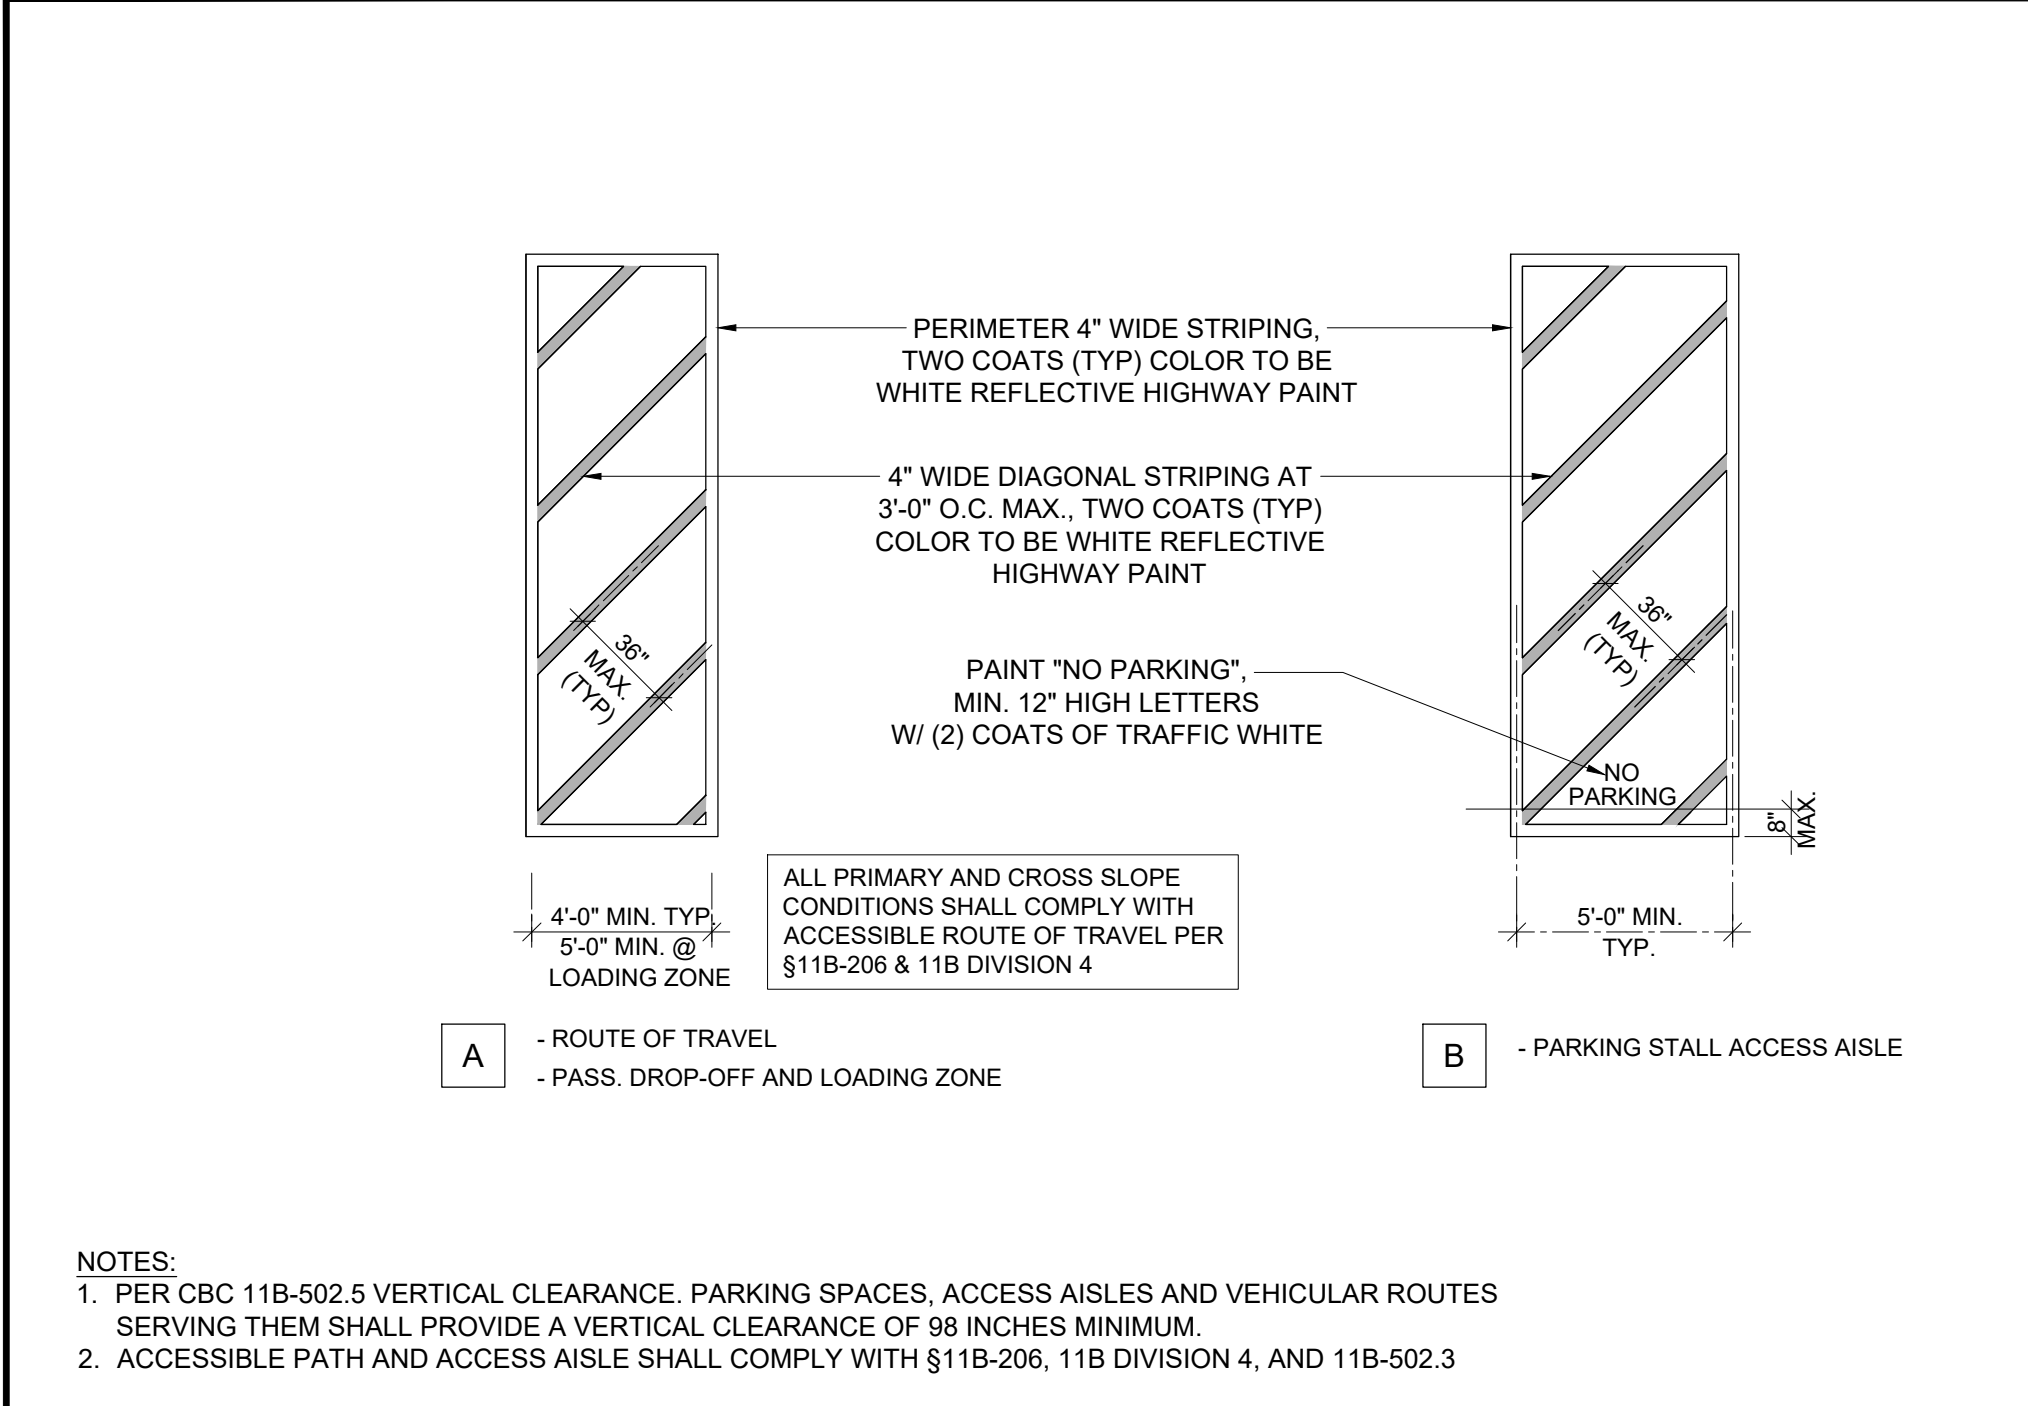 PERIMETER 4" WIDE STRIPING,
TWO COATS (TYP) COLOR TO BE
WHITE REFLECTIVE HIGHWAY PAINT
4" WIDE DIAGONAL STRIPING AT
3'-0" O.C. MAX., TWO COATS (TYP)
COLOR TO BE WHITE REFLECTIVE
HIGHWAY PAINT
36"
MAX.
(TYP)
36"
MAX.
(TYP)
PAINT "NO PARKING",
MIN. 12" HIGH LETTERS
W/ (2) COATS OF TRAFFIC WHITE
NO
PARKING
8"
MAX.
4'-0" MIN. TYP.
5'-0" MIN. @
LOADING ZONE
ALL PRIMARY AND CROSS SLOPE
CONDITIONS SHALL COMPLY WITH
ACCESSIBLE ROUTE OF TRAVEL PER
§11B-206 & 11B DIVISION 4
5'-0" MIN.
TYP.
A
- ROUTE OF TRAVEL
- PASS. DROP-OFF AND LOADING ZONE
B
- PARKING STALL ACCESS AISLE
NOTES:
1. PER CBC 11B-502.5 VERTICAL CLEARANCE. PARKING SPACES, ACCESS AISLES AND VEHICULAR ROUTES
SERVING THEM SHALL PROVIDE A VERTICAL CLEARANCE OF 98 INCHES MINIMUM.
2. ACCESSIBLE PATH AND ACCESS AISLE SHALL COMPLY WITH §11B-206, 11B DIVISION 4, AND 11B-502.3